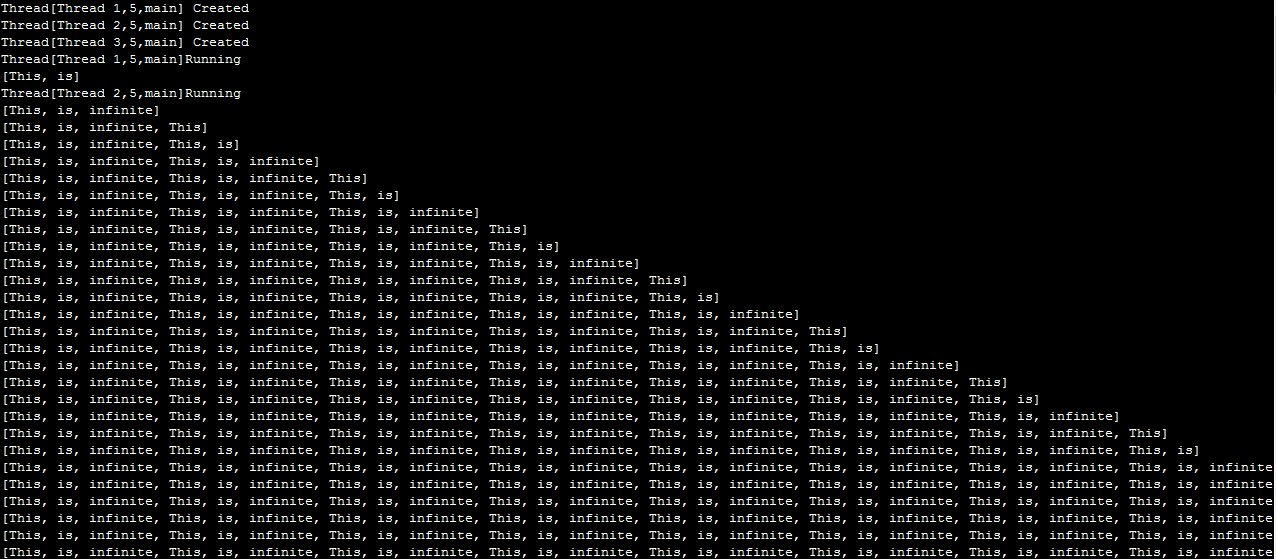 Thread[Thread 1,5,main] Created
Thread[Thread 2,5,main] Created
Thread[Thread 3,5,main] Created
Thread[Thread 1,5,main]Running
[This, is]
Thread[Thread 2,5,main]Running
[This, is, infinite]
[This, is, infinite, This]
[This, is, infinite, This, is]
[This, is, infinite, This, is, infinite]
[This, is, infinite, This, is, infinite, This]
[This, is, infinite, This, is, infinite, This, is]
[This, is, infinite, This, is, infinite, This, is, infinite]
[This, is, infinite, This, is, infinite, This, is, infinite, This]
[This, is, infinite, This, is, infinite, This, is, infinite, This, is]
[This, is, infinite, This, is, infinite, This, is, infinite, This, is, infinite]
[This, is, infinite, This, is, infinite, This, is, infinite, This, is, infinite, This]
[This, is, infinite, This, is, infinite, This, is, infinite, This, is, infinite, This, is]
[This, is, infinite, This, is, infinite, This, is, infinite, This, is, infinite, This, is, infinite]
[This, is, infinite, This, is, infinite, This, is, infinite, This, is, infinite, This, is, infinite, This]
[This, is, infinite, This, is, infinite, This, is, infinite, This, is, infinite, This, is, infinite, This, is]
[This, is, infinite, This, is, infinite, This, is, infinite, This, is, infinite, This, is, infinite, This, is, infinite]
[This, is, infinite, This, is, infinite, This, is, infinite, This, is, infinite, This, is, infinite, This, is, infinite, This]
[This, is, infinite, This, is, infinite, This, is, infinite, This, is, infinite, This, is, infinite, This, is, infinite, This, is]
[This, is, infinite, This, is, infinite, This, is, infinite, This, is, infinite, This, is, infinite, This, is, infinite, This, is, infinite]
[This, is, infinite, This, is, infinite, This, is, infinite, This, is, infinite, This, is, infinite, This, is, infinite, This, is, infinite, This]
[This, is, infinite, This, is, infinite, This, is, infinite, This, is, infinite, This, is, infinite, This, is, infinite, This, is, infinite, This, is]
[This, is, infinite, This, is, infinite, This, is, infinite, This, is, infinite, This, is, infinite, This, is, infinite, This, is, infinite, This, is, infinite
[This, is, infinite, This, is, infinite, This, is, infinite, This, is, infinite, This, is, infinite, This, is, infinite, This, is, infinite, This, is, infinite
[This, is, infinite, This, is, infinite, This, is, infinite, This, is, infinite, This, is, infinite, This, is, infinite, This, is, infinite, This, is, infinite
[This, is, infinite, This, is, infinite, This, is, infinite, This, is, infinite, This, is, infinite, This, is, infinite, This, is, infinite, This, is, infinite
[This, is, infinite, This, is, infinite, This, is, infinite, This, is, infinite, This, is, infinite, This, is, infinite, This, is, infinite, This, is, infinite
[This, is, infinite, This, is, infinite, This, is, infinite, This, is, infinite, This, is, infinite, This, is, infinite, This, is, infinite, This, is, infinite